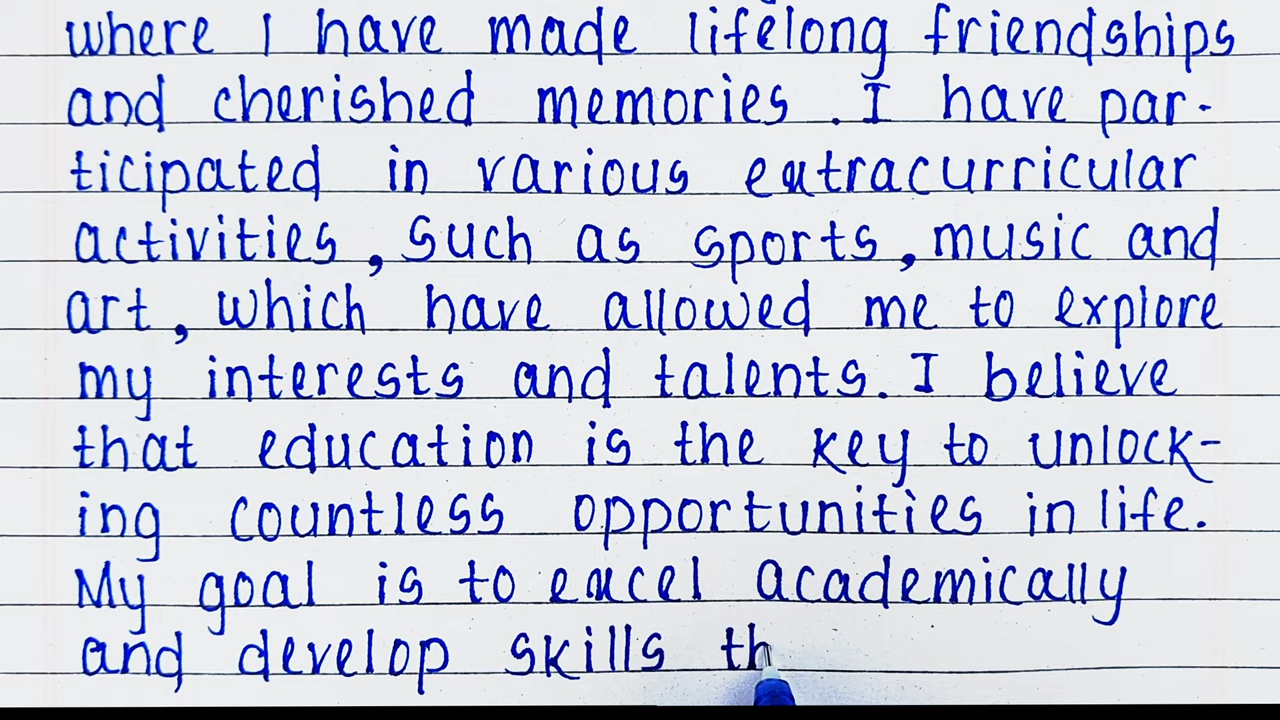 where I have made lifelong friendships
and cherished memories. I have par-
ticipated in various extracurricular
activities, such as sports, music and
art, which have allowed me to explore
my interests and talents. I believe
that education is the key to unlock-
ing countless opportunities in life.
My goal is to excel academically
and develop skills th